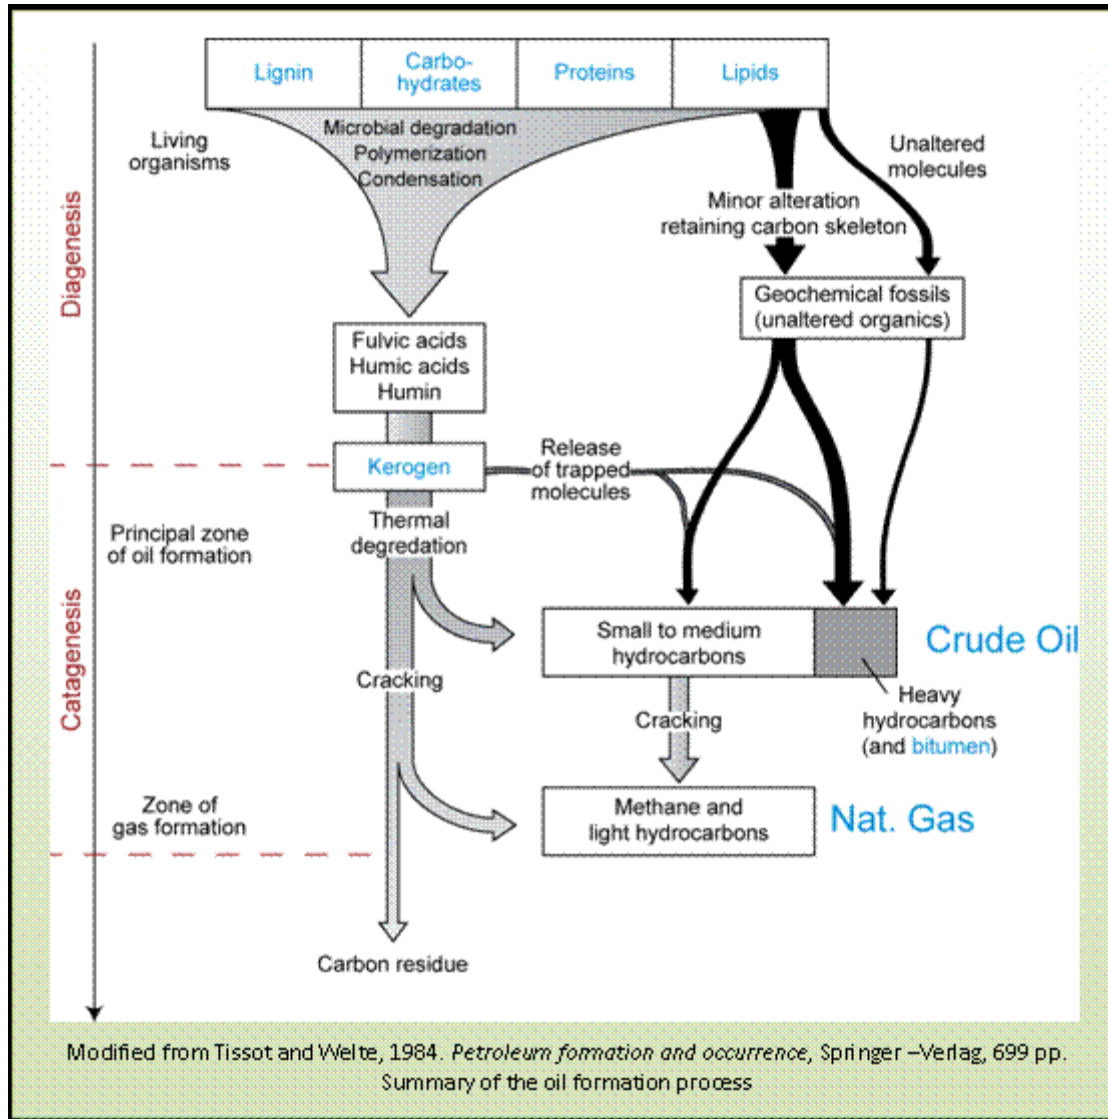 Lignin
Carbo-
hydrates
Proteins
Lipids
Living
organisms
Microbial degradation
Polymerization
Condensation
Unaltered
molecules
Minor alteration
retaining carbon skeleton
Diagenesis
Geochemical fossils
(unaltered organics)
Fulvic acids
Humic acids
Humin
Kerogen
Release
of trapped
molecules
Principal zone
of oil formation
Thermal
degredation
Catagenesis
Small to medium
hydrocarbons
Crude Oil
Cracking
Cracking
Heavy
hydrocarbons
(and bitumen)
Zone of
gas formation
Methane and
light hydrocarbons
Nat. Gas
Carbon residue
Modified from Tissot and Welte, 1984. Petroleum formation and occurrence, Springer –Verlag, 699 pp.
Summary of the oil formation process